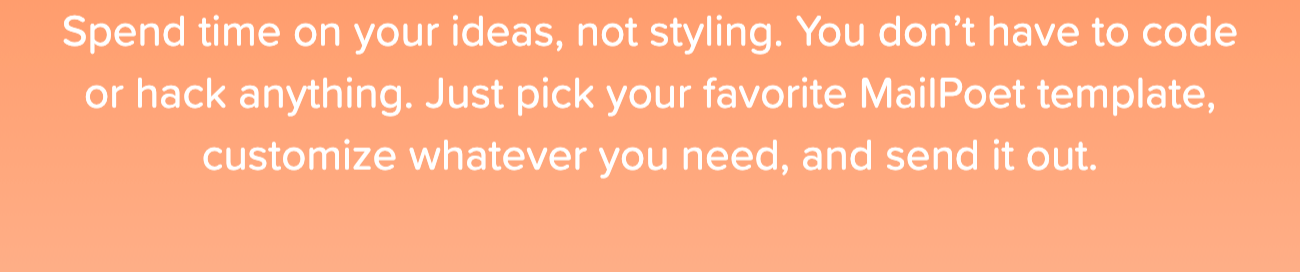 Spend time on your ideas, not styling. You don’t have to code
or hack anything. Just pick your favorite MailPoet template,
customize whatever you need, and send it out.